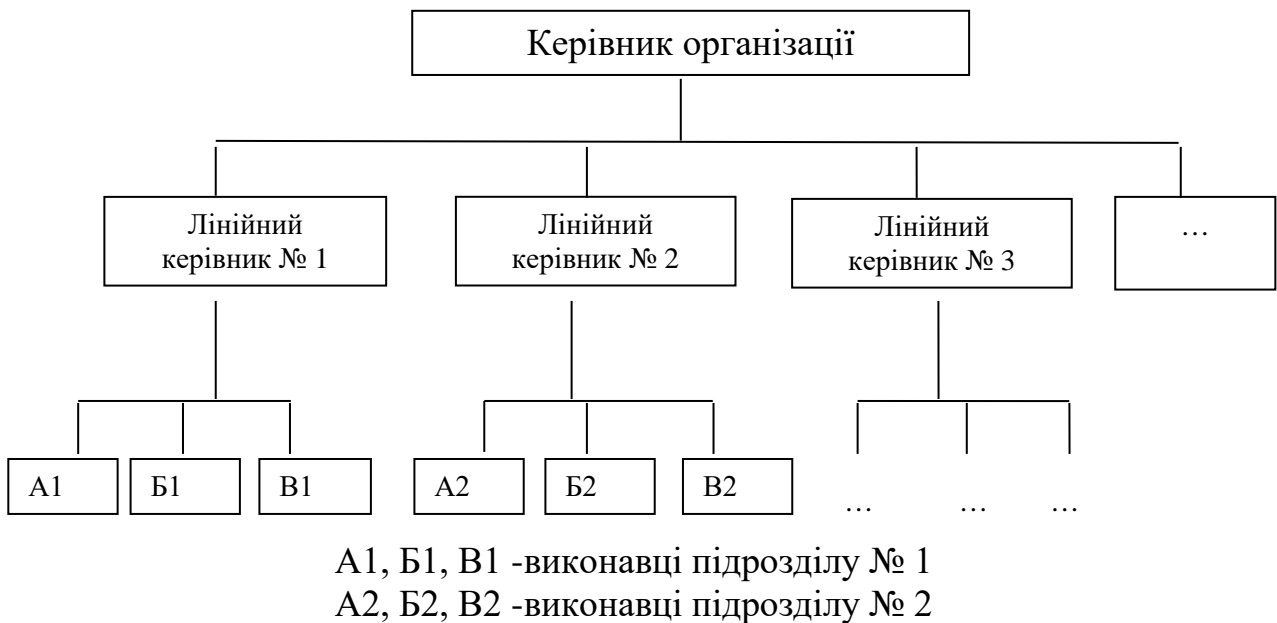 Керівник організації
Лінійний
керівник № 1
Лінійний
керівник № 2
Лінійний
керівник № 3
…
А1
Б1
В1
А2
Б2
В2
…
…
…
А1, Б1, В1 -виконавці підрозділу № 1
А2, Б2, В2 -виконавці підрозділу № 2